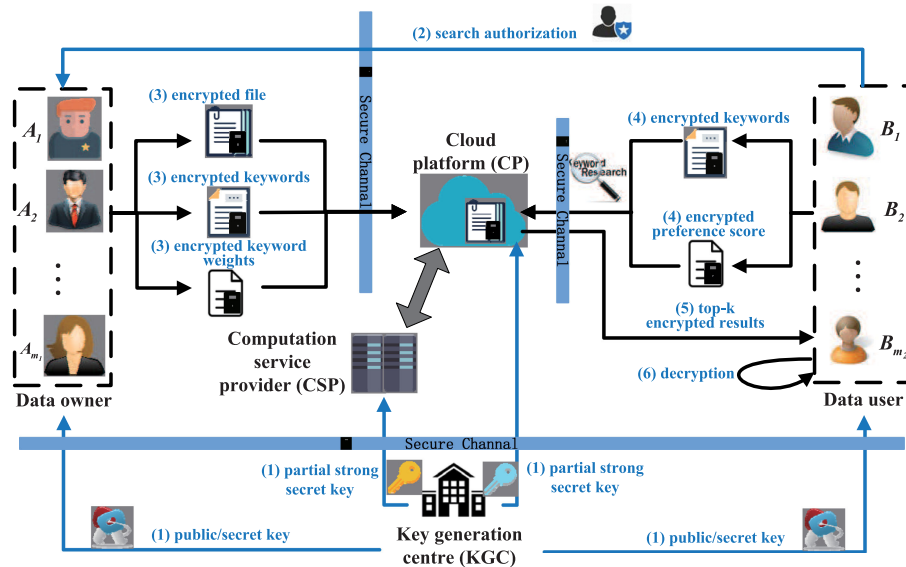 (2) search authorization
A1
A2
Am1
Data owner
(3) encrypted file
(3) encrypted keywords
(3) encrypted keyword
weights
Secure Channal
Cloud
platform (CP)
Computation
service
provider (CSP)
Secure Channal
Keyword
Research
(4) encrypted keywords
(4) encrypted
preference score
(5) top-k
encrypted results
(6) decryption
B1
B2
Bm2
Data user
Secure Channal
(1) partial strong
secret key
(1) partial strong
secret key
Key generation
centre (KGC)
(1) public/secret key
(1) public/secret key